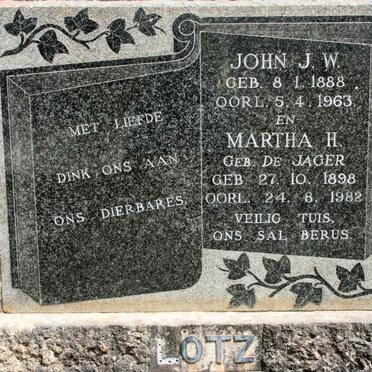 MET LIEFDE
DINK ONS AAN
ONS DIERBARES.
JOHN J. W.
GEB. 8. 1. 1888.
OORL. 5. 4. 1963.
EN
MARTHA H.
GEB. DE JAGER
GEB. 27. 10. 1898
OORL. 24. 8. 1982
VEILIG TUIS.
ONS SAL BERUS.
LOTZ